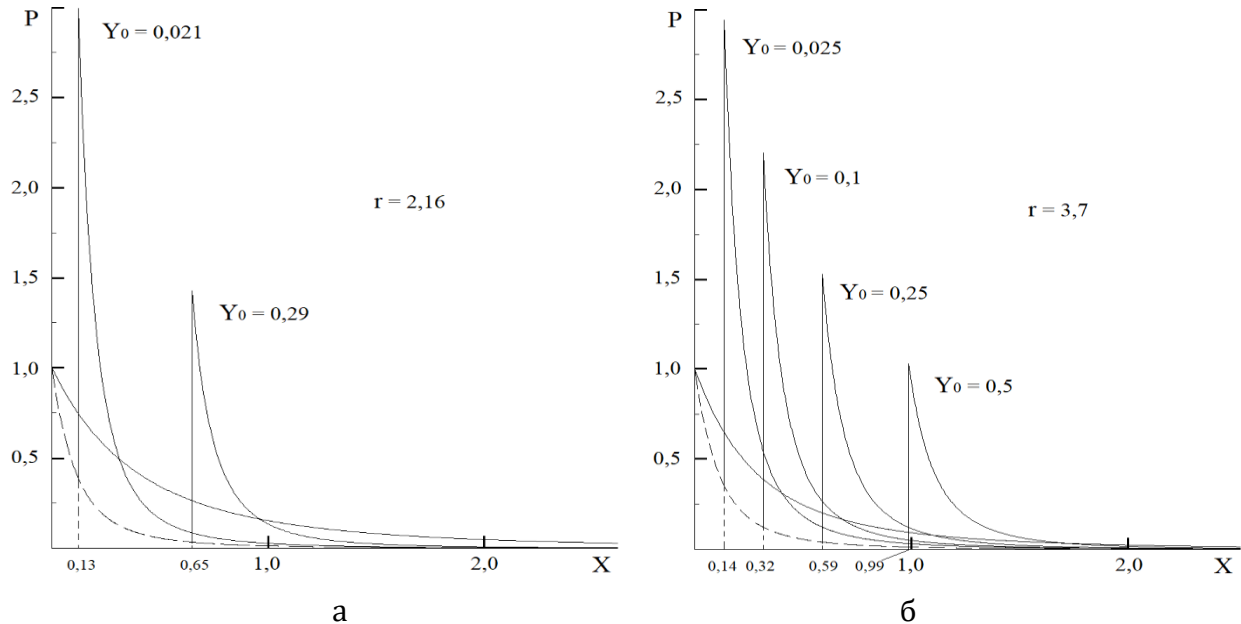 P
Y₀ = 0,021
2,5
2,0
r = 2,16
1,5
Y₀ = 0,29
1,0
0,5
0,13
0,65
1,0
2,0
X
а
P
Y₀ = 0,025
2,5
2,0
Y₀ = 0,1
r = 3,7
1,5
Y₀ = 0,25
1,0
Y₀ = 0,5
0,5
0,14
0,32
0,59
0,99
1,0
2,0
X
б